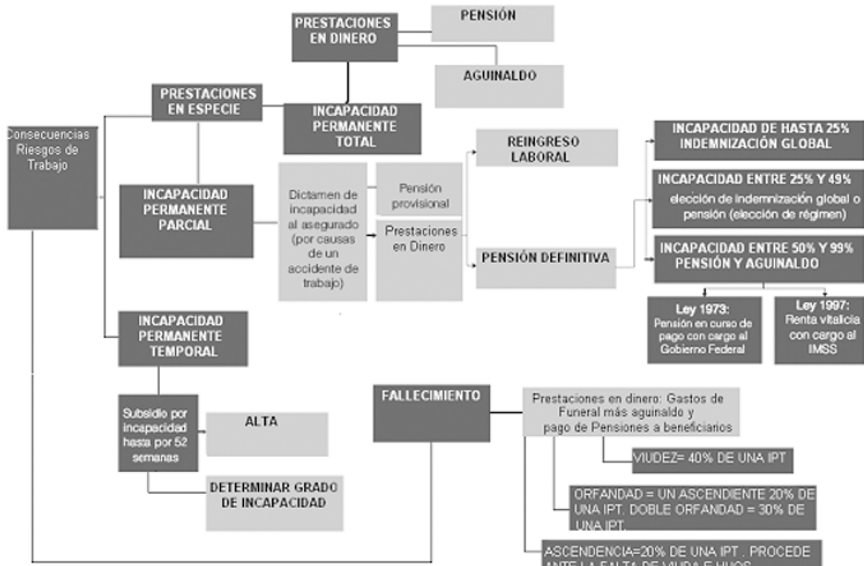 PRESTACIONES
EN DINERO
PENSIÓN
AGUINALDO
PRESTACIONES
EN ESPECIE
INCAPACIDAD
PERMANENTE
TOTAL
Consecuencias
Riesgos de
Trabajo
INCAPACIDAD
PERMANENTE
PARCIAL
Dictamen de
incapacidad
al asegurado
(por causas
de un
accidente de
trabajo)
Pensión
provisional
Prestaciones
en Dinero
REINGRESO
LABORAL
PENSIÓN DEFINITIVA
INCAPACIDAD DE HASTA 25%
INDEMNIZACIÓN GLOBAL
INCAPACIDAD ENTRE 25% Y 49%
elección de indemnización global o
pensión (elección de régimen)
INCAPACIDAD ENTRE 50% Y 99%
PENSIÓN Y AGUINALDO
Ley 1973:
Pensión en curso de
pago con cargo al
Gobierno Federal
Ley 1997:
Renta vitalicia
con cargo al
IMSS
INCAPACIDAD
PERMANENTE
TEMPORAL
Subsidio por
incapacidad
hasta por 52
semanas
ALTA
DETERMINAR GRADO
DE INCAPACIDAD
FALLECIMIENTO
Prestaciones en dinero: Gastos de
Funeral más aguinaldo y
pago de Pensiones a beneficiarios
VIUDEZ= 40% DE UNA IPT
ORFANDAD = UN ASCENDIENTE 20% DE
UNA IPT. DOBLE ORFANDAD = 30% DE
UNA IPT.
ASCENDENCIA=20% DE UNA IPT . PROCEDE
ANTE LA FALTA DE VIUDA E HIJOS